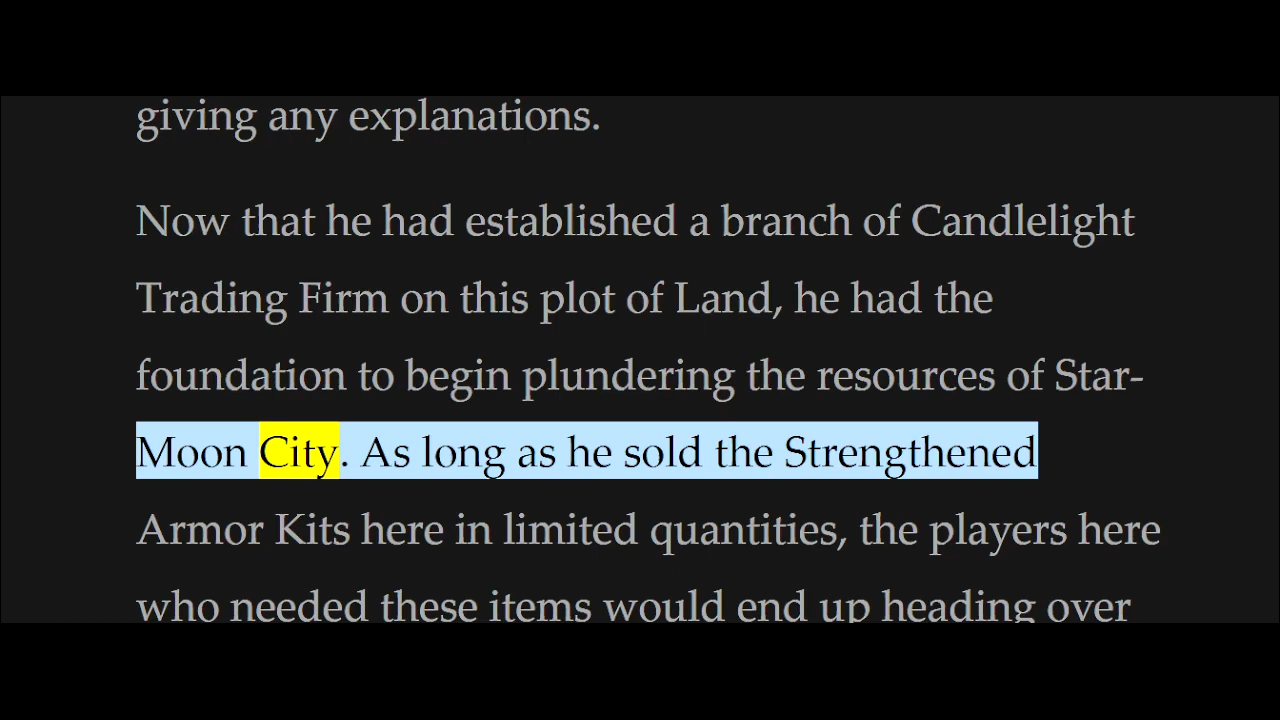 giving any explanations.
Now that he had established a branch of Candlelight
Trading Firm on this plot of Land, he had the
foundation to begin plundering the resources of Star-
Moon City. As long as he sold the Strengthened
Armor Kits here in limited quantities, the players here
who needed these items would end up heading over